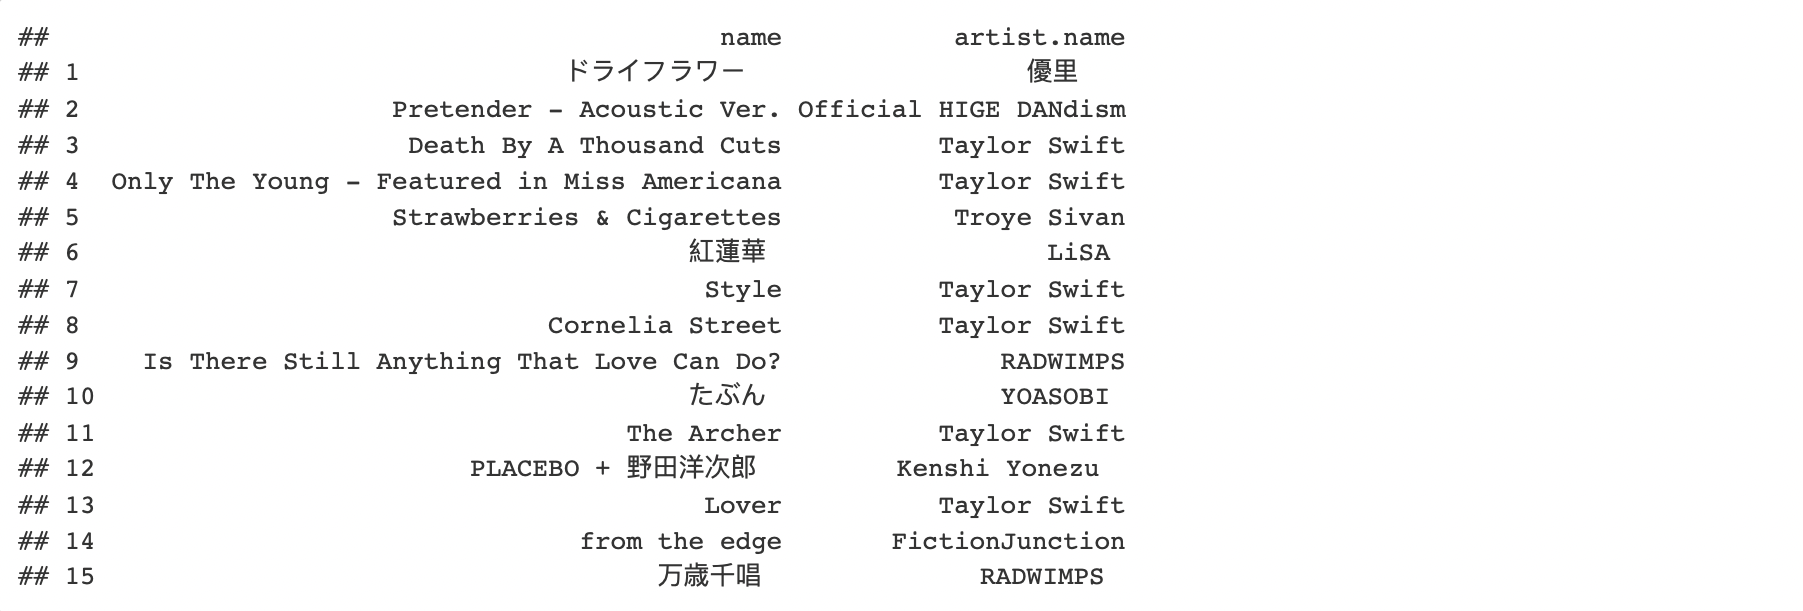 ## name artist.name
## 1 ドライフラワー 優里
## 2 Pretender - Acoustic Ver. Official HIGE DANdism
## 3 Death By A Thousand Cuts Taylor Swift
## 4 Only The Young - Featured in Miss Americana Taylor Swift
## 5 Strawberries & Cigarettes Troye Sivan
## 6 紅蓮華 LiSA
## 7 Style Taylor Swift
## 8 Cornelia Street Taylor Swift
## 9 Is There Still Anything That Love Can Do? RADWIMPS
## 10 たぶん YOASOBI
## 11 The Archer Taylor Swift
## 12 PLACEBO + 野田洋次郎 Kenshi Yonezu
## 13 Lover Taylor Swift
## 14 from the edge FictionJunction
## 15 万歳千唱 RADWIMPS